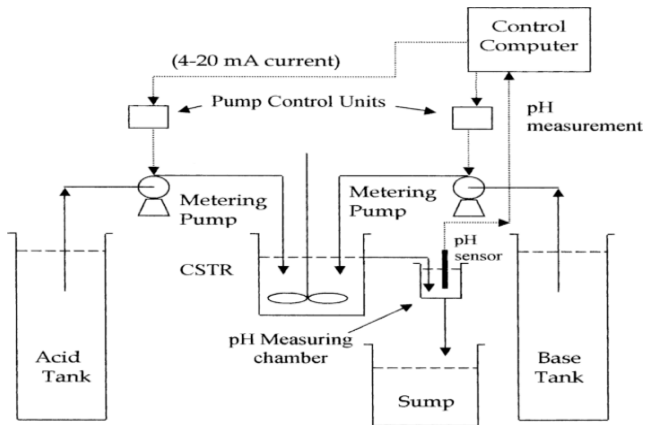 Control
Computer
(4-20 mA current)
Pump Control Units
pH
measurement
Metering
Pump
Metering
Pump
pH
sensor
CSTR
pH Measuring
chamber
Acid
Tank
Base
Tank
Sump